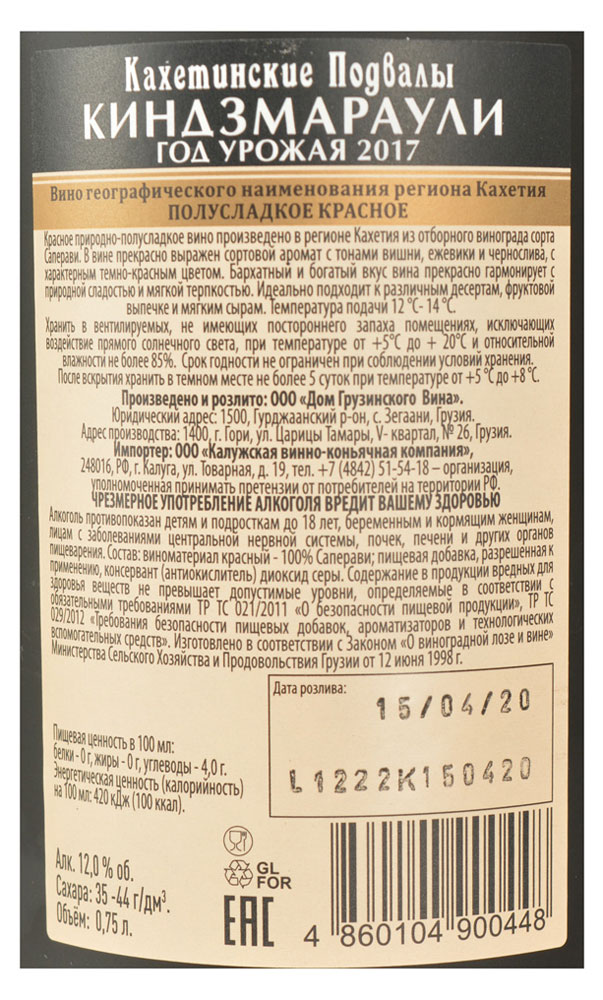 Кахетинские Подвалы
КИНДЗМАРАУЛИ
ГОД УРОЖАЯ 2017
Вино географического наименования региона Кахетия
ПОЛУСЛАДКОЕ КРАСНОЕ
Красное природно-полусладкое вино произведено в регионе Кахетия из отборного винограда сорта
Саперави. В вине прекрасно выражен сортовой аромат с тонами вишни, ежевики и чернослива, с
характерным темно-красным цветом. Бархатный и богатый вкус вина прекрасно гармонирует с
природной сладостью и мягкой терпкостью. Идеально подходит к различным десертам, фруктовой
выпечке и мягким сырам. Температура подачи 12 °С- 14 °С.
Хранить в вентилируемых, не имеющих постороннего запаха помещениях, исключающих
воздействие прямого солнечного света, при температуре от +5°С до + 20°С и относительной
влажности не более 85%. Срок годности не ограничен при соблюдении условий хранения.
После вскрытия хранить в темном месте не более 5 суток при температуре от +5 °С до +8 °С.
Произведено и розлито: ООО «Дом Грузинского Вина».
Юридический адрес: 1500, Гурджаанский р-он, с. Зегаани, Грузия.
Адрес производства: 1400, г. Гори, ул. Царицы Тамары, V- квартал, № 26, Грузия.
Импортер: ООО «Калужская винно-коньячная компания»,
248016, РФ, г. Калуга, ул. Товарная, д. 19, тел. +7 (4842) 51-54-18 – организация,
уполномоченная принимать претензии от потребителей на территории РФ.
ЧРЕЗМЕРНОЕ УПОТРЕБЛЕНИЕ АЛКОГОЛЯ ВРЕДИТ ВАШЕМУ ЗДОРОВЬЮ
Алкоголь противопоказан детям и подросткам до 18 лет, беременным и кормящим женщинам,
лицам с заболеваниями центральной нервной системы, почек, печени и других органов
пищеварения. Состав: виноматериал красный - 100% Саперави; пищевая добавка, разрешенная к
применению, консервант (антиокислитель) диоксид серы. Содержание в продукции вредных для
здоровья веществ не превышает допустимые уровни, определяемые в соответствии с
обязательными требованиями ТР ТС 021/2011 «О безопасности пищевой продукции», ТР ТС
029/2012 «Требования безопасности пищевых добавок, ароматизаторов и технологических
вспомогательных средств». Изготовлено в соответствии с Законом «О виноградной лозе и вине»
Министерства Сельского Хозяйства и Продовольствия Грузии от 12 июня 1998 г.
Дата розлива:
15/04/20
L1222K150420
Пищевая ценность в 100 мл:
белки - 0 г, жиры - 0 г, углеводы - 4,0 г.
Энергетическая ценность (калорийность)
на 100 мл: 420 кДж (100 ккал).
Алк. 12,0 % об.
Сахара: 35 -44 г/дм³.
Объём: 0,75 л.
GL
FOR
EAC
4 860104 900448